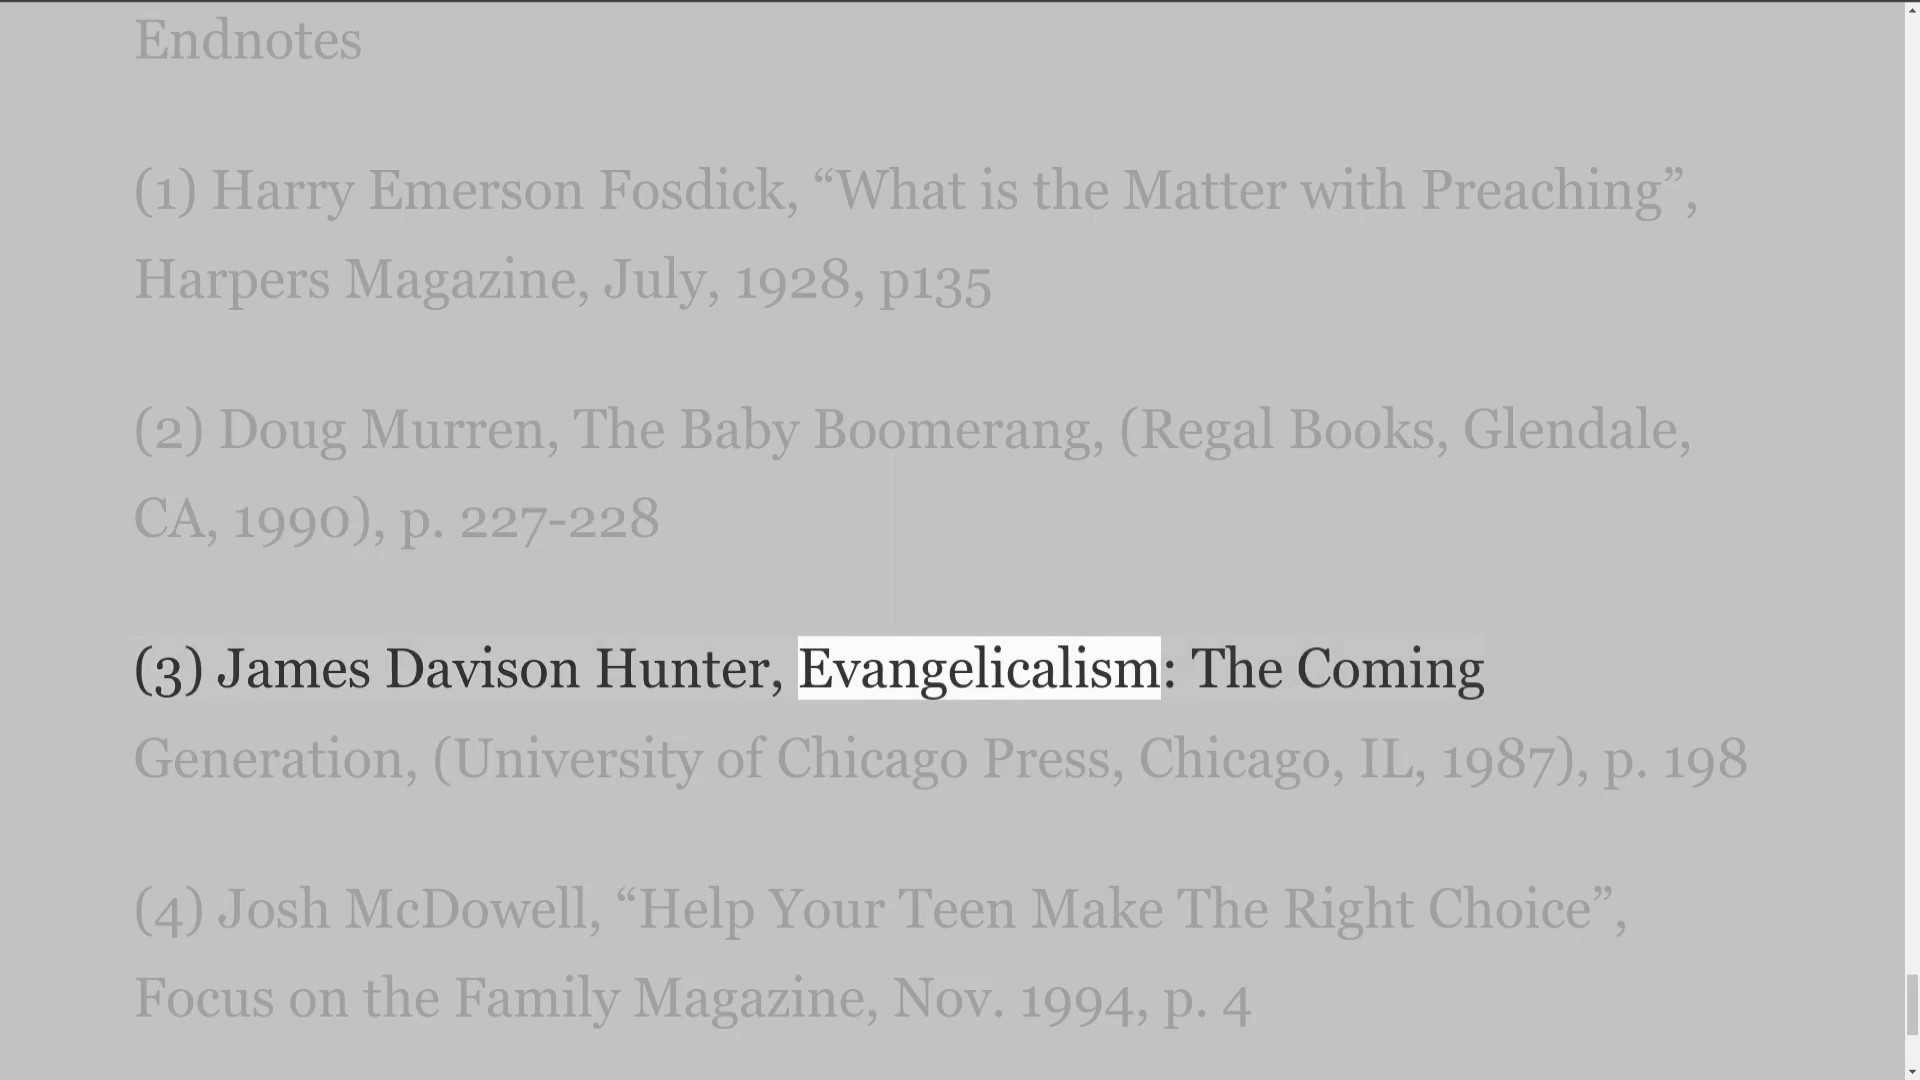 Endnotes
(1) Harry Emerson Fosdick, “What is the Matter with Preaching”,
Harpers Magazine, July, 1928, p135
(2) Doug Murren, The Baby Boomerang, (Regal Books, Glendale,
CA, 1990), p. 227-228
(3) James Davison Hunter, Evangelicalism: The Coming
Generation, (University of Chicago Press, Chicago, IL, 1987), p. 198
(4) Josh McDowell, “Help Your Teen Make The Right Choice”,
Focus on the Family Magazine, Nov. 1994, p. 4